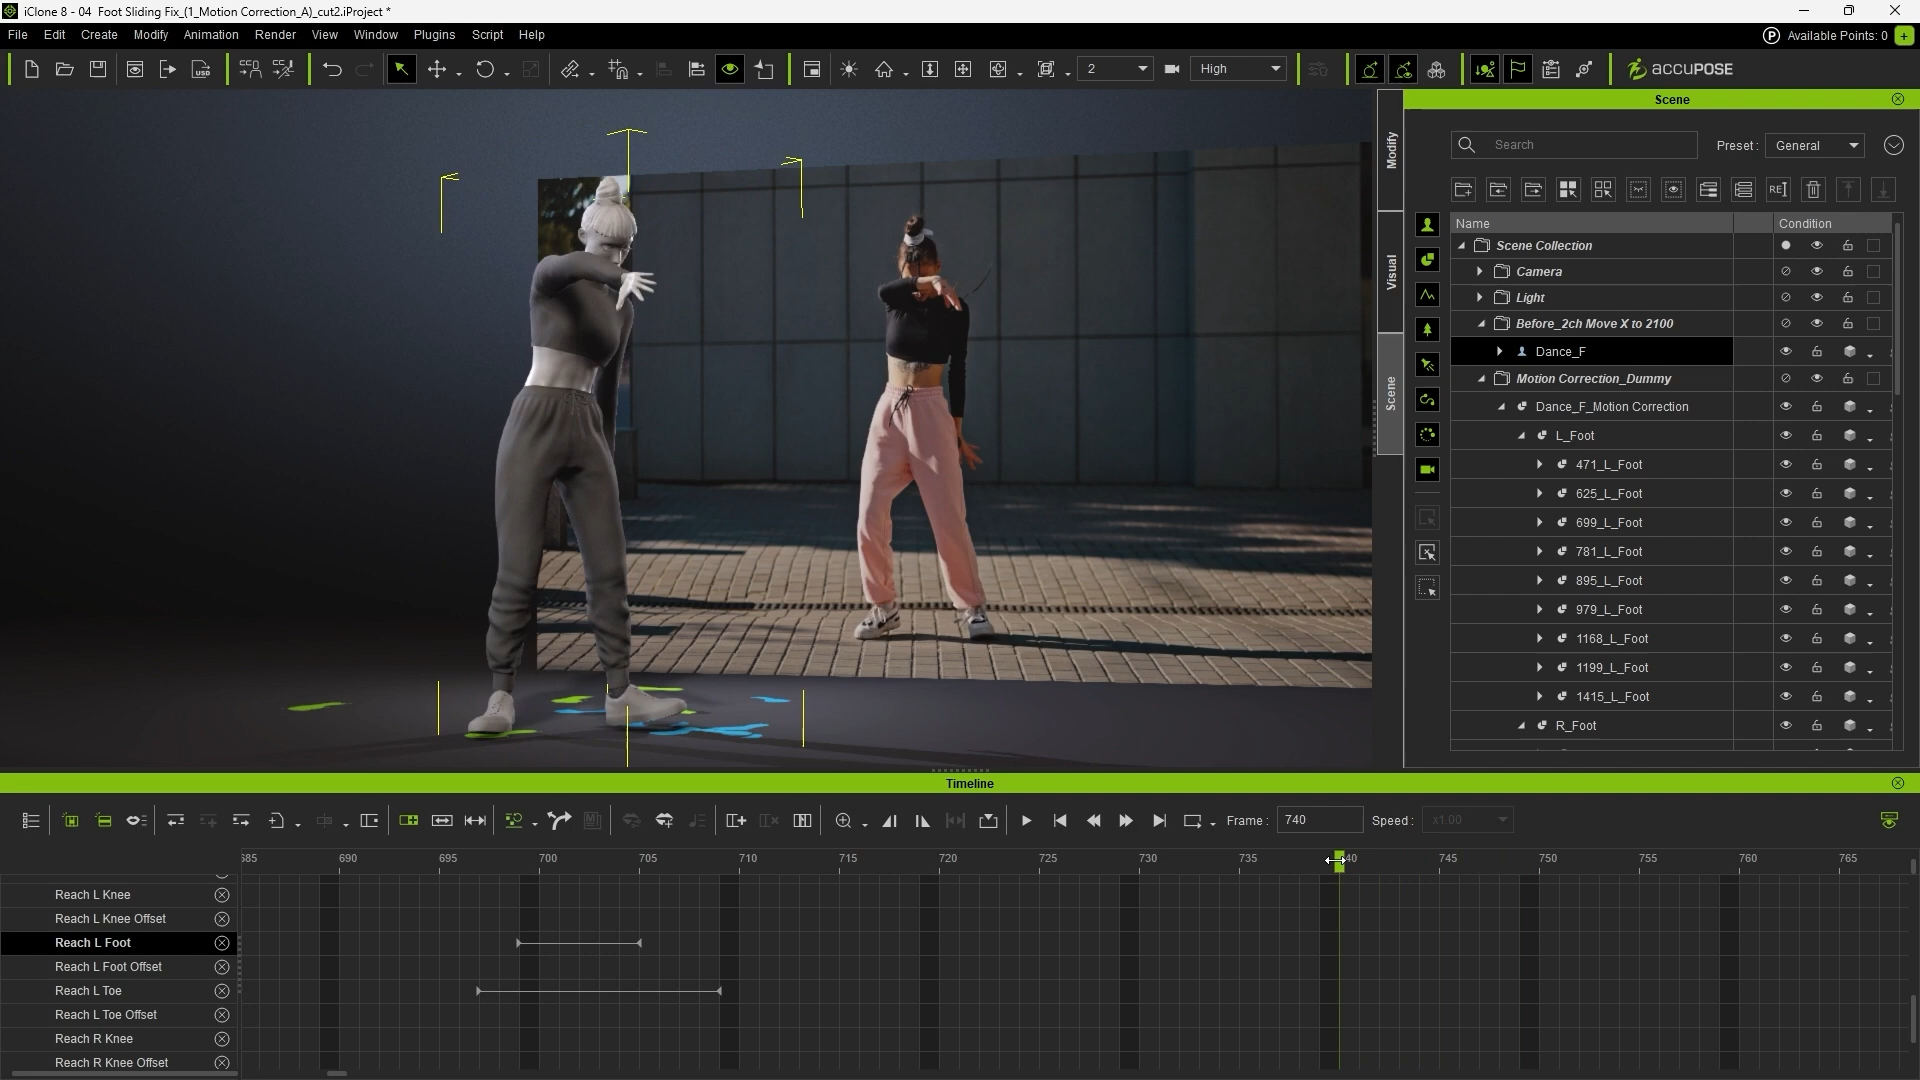 iClone 8 - 04  Foot Sliding Fix_(1_Motion Correction_A)_cut2.iProject *
File Edit Create Modify Animation Render View Window Plugins Script Help
P Available Points: 0 +
USD 2 High ACCUPOSE
Scene
Modify
Visual
Scene
Search Preset : General
RE
Name Condition
Scene Collection
Camera
Light
Before_2ch Move X to 2100
Dance_F
Motion Correction_Dummy
Dance_F_Motion Correction
L_Foot
471_L_Foot
625_L_Foot
699_L_Foot
781_L_Foot
895_L_Foot
979_L_Foot
1168_L_Foot
1199_L_Foot
1415_L_Foot
R_Foot
Timeline
Frame : 740 Speed : x1.00
690 695 700 705 710 715 720 725 730 735 745 750 755 760 765
Reach L Knee
Reach L Knee Offset
Reach L Foot
Reach L Foot Offset
Reach L Toe
Reach L Toe Offset
Reach R Knee
Reach R Knee Offset